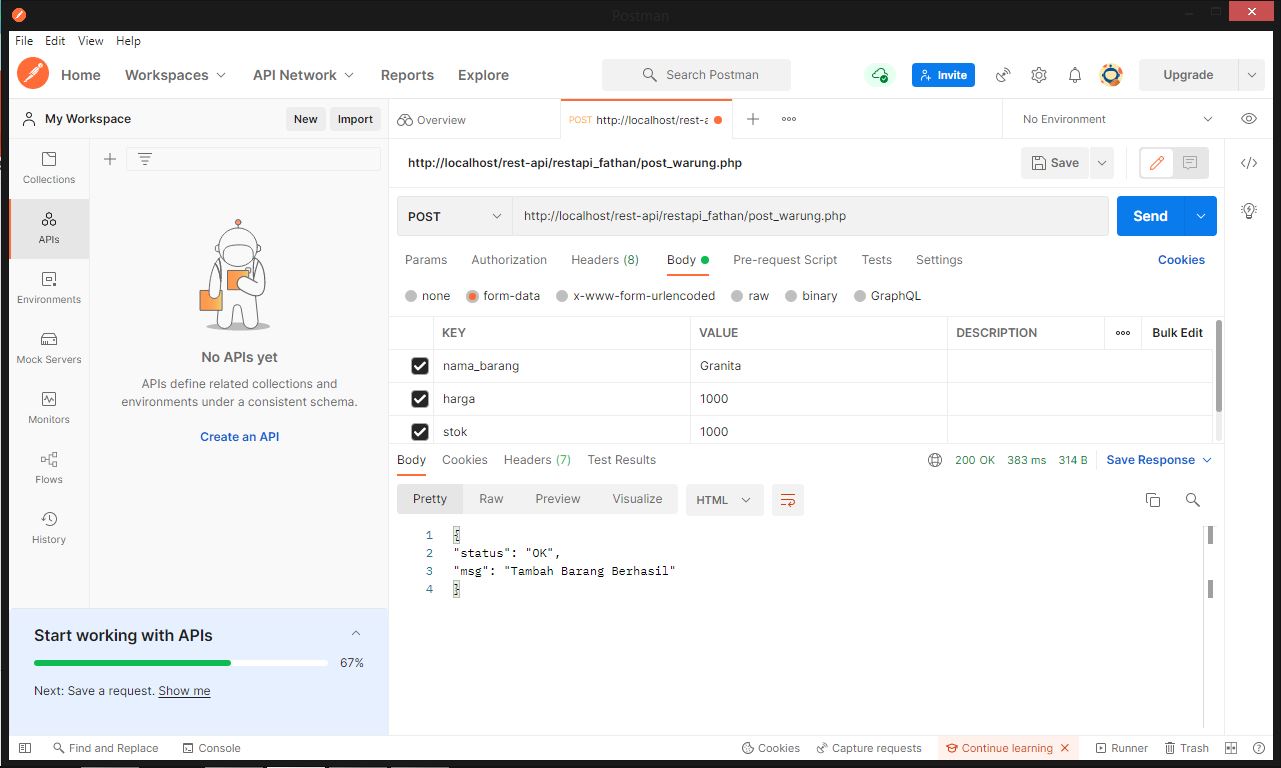 Postman
File Edit View Help
Home Workspaces API Network Reports Explore Search Postman Invite Upgrade
My Workspace New Import Overview POST http://localhost/rest-a No Environment
Collections
APIs
Environments
Mock Servers
Monitors
Flows
History
No APIs yet
APIs define related collections and
environments under a consistent schema.
Create an API
Start working with APIs
67%
Next: Save a request. Show me
http://localhost/rest-api/restapi_fathan/post_warung.php Save
POST http://localhost/rest-api/restapi_fathan/post_warung.php Send
Params Authorization Headers (8) Body Pre-request Script Tests Settings Cookies
none form-data x-www-form-urlencoded raw binary GraphQL
KEY VALUE DESCRIPTION Bulk Edit
nama_barang Granita
harga 1000
stok 1000
Body Cookies Headers (7) Test Results 200 OK 383 ms 314 B Save Response
Pretty Raw Preview Visualize HTML
1 {
2 "status": "OK",
3 "msg": "Tambah Barang Berhasil"
4 }
Find and Replace Console Cookies Capture requests Continue learning Runner Trash